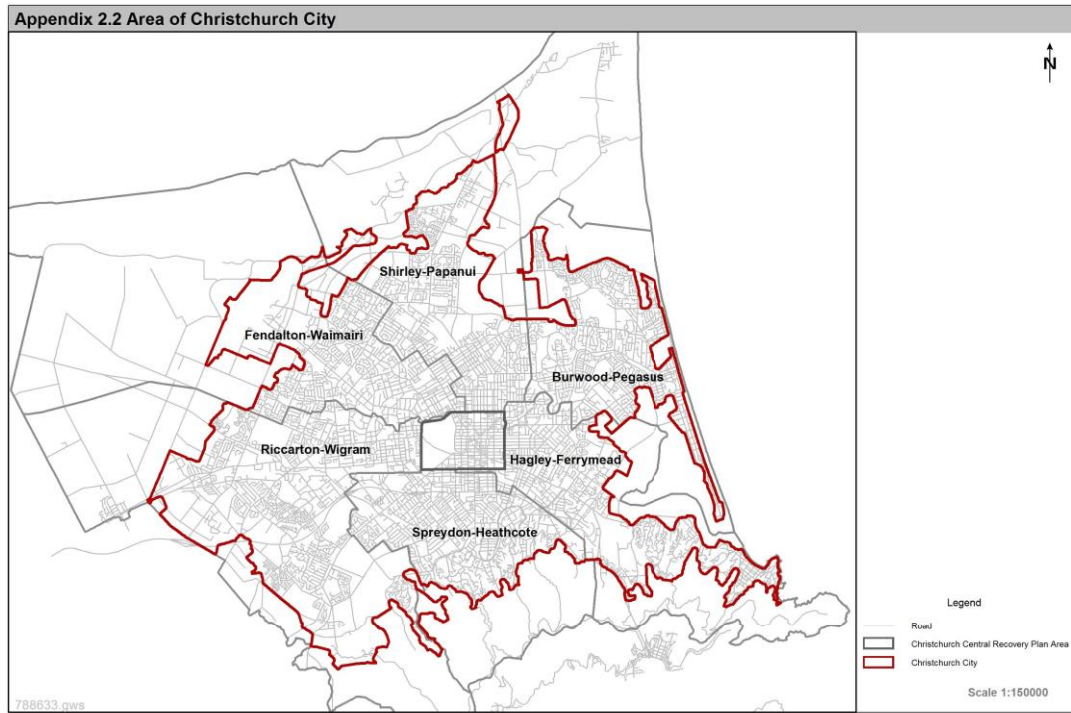 Appendix 2.2 Area of Christchurch City
N
Shirley-Papanui
Fendalton-Waimairi
Burwood-Pegasus
Riccarton-Wigram
Hagley-Ferrymead
Spreydon-Heathcote
Legend
Road
Christchurch Central Recovery Plan Area
Christchurch City
Scale 1:150000
788633.gws